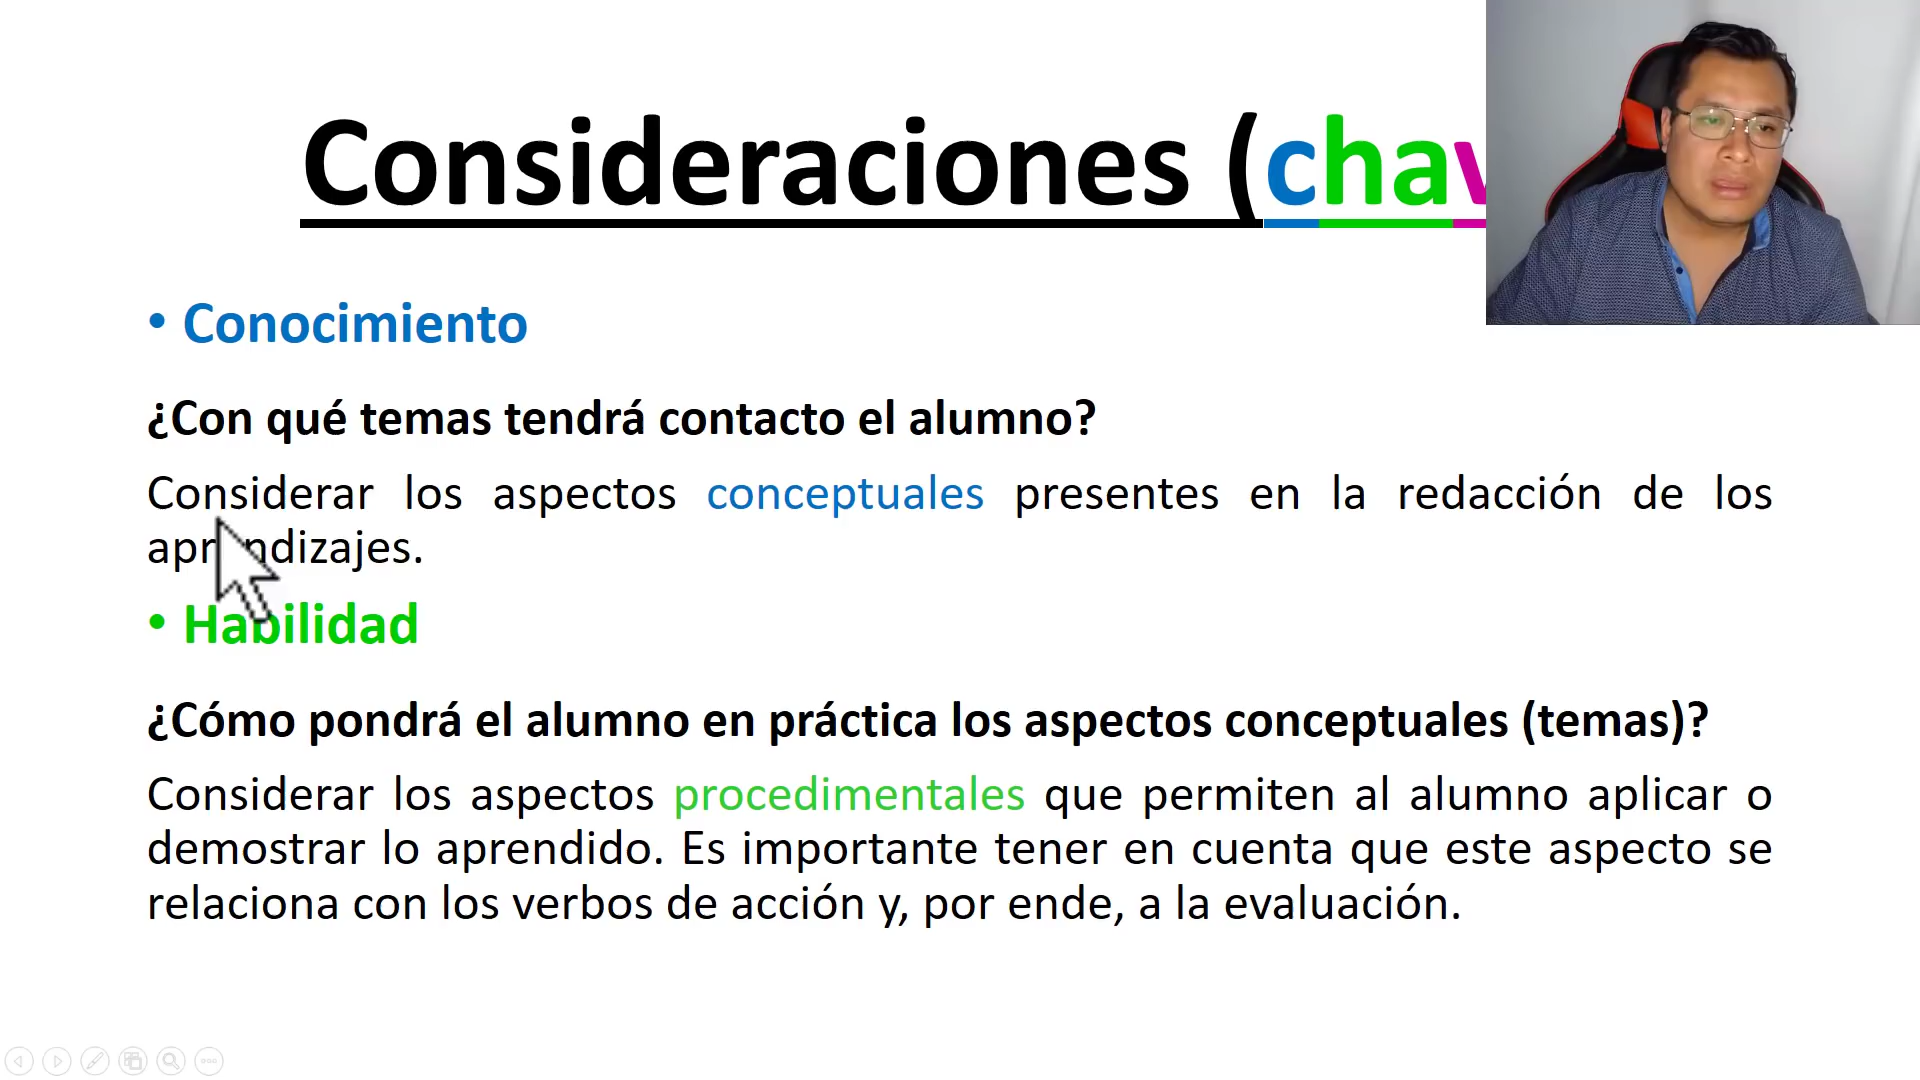 Consideraciones (chav
• Conocimiento
¿Con qué temas tendrá contacto el alumno?
Considerar los aspectos conceptuales presentes en la redacción de los
aprendizajes.
• Habilidad
¿Cómo pondrá el alumno en práctica los aspectos conceptuales (temas)?
Considerar los aspectos procedimentales que permiten al alumno aplicar o
demostrar lo aprendido. Es importante tener en cuenta que este aspecto se
relaciona con los verbos de acción y, por ende, a la evaluación.